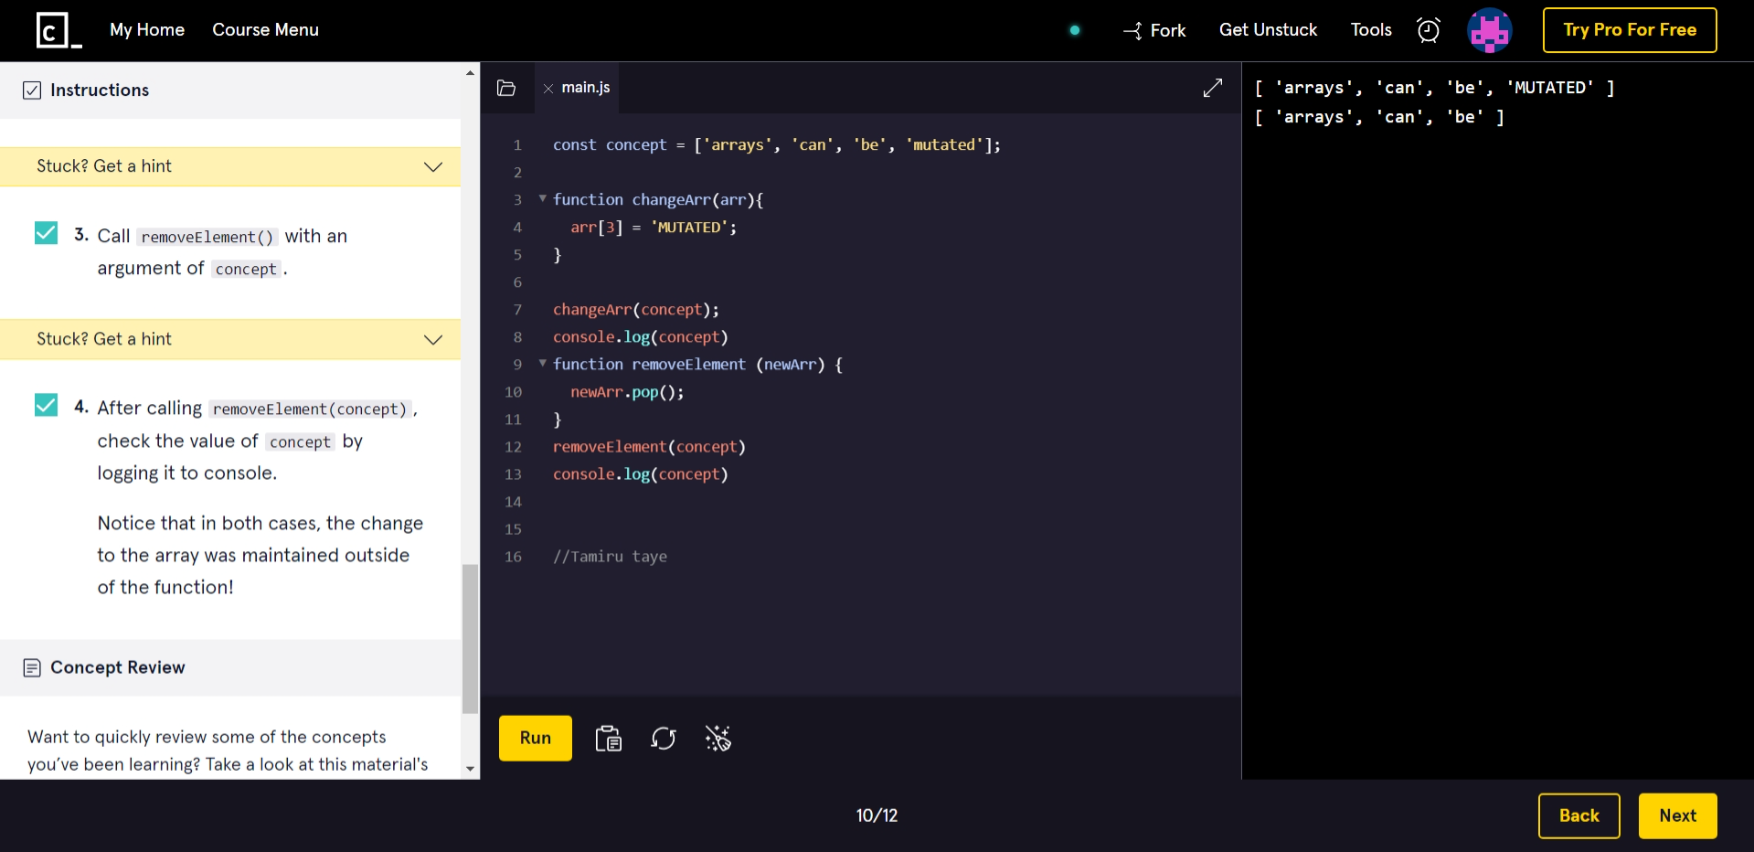 c_ My Home Course Menu Fork Get Unstuck Tools Try Pro For Free
Instructions
Stuck? Get a hint
3. Call removeElement() with an
argument of concept.
Stuck? Get a hint
4. After calling removeElement(concept),
check the value of concept by
logging it to console.
Notice that in both cases, the change
to the array was maintained outside
of the function!
Concept Review
Want to quickly review some of the concepts
you've been learning? Take a look at this material's
main.js
1 const concept = ['arrays', 'can', 'be', 'mutated'];
2
3 function changeArr(arr){
4 arr[3] = 'MUTATED';
5 }
6
7 changeArr(concept);
8 console.log(concept)
9 function removeElement (newArr) {
10 newArr.pop();
11 }
12 removeElement(concept)
13 console.log(concept)
14
15
16 //Tamiru taye
Run
[ 'arrays', 'can', 'be', 'MUTATED' ]
[ 'arrays', 'can', 'be' ]
10/12
Back Next